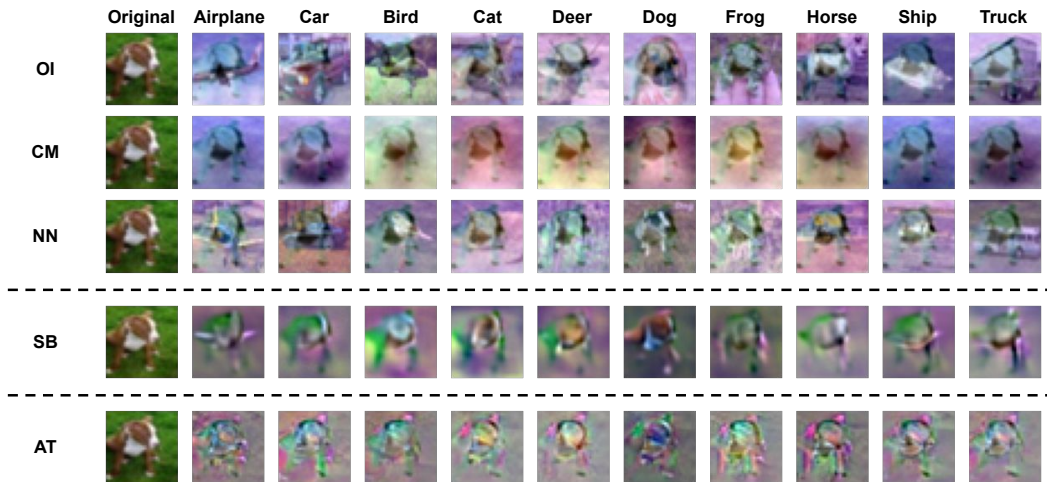 Original Airplane Car Bird Cat Deer Dog Frog Horse Ship Truck
OI
CM
NN
SB
AT